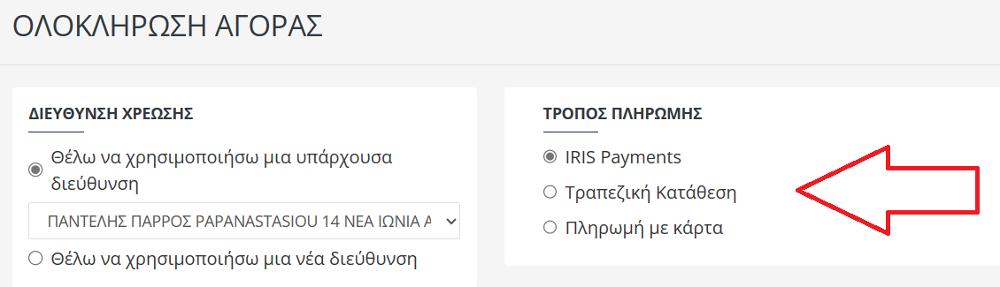 ΟΛΟΚΛΗΡΩΣΗ ΑΓΟΡΑΣ
ΔΙΕΥΘΥΝΣΗ ΧΡΕΩΣΗΣ
Θέλω να χρησιμοποιήσω μια υπάρχουσα
διεύθυνση
ΠΑΝΤΕΛΗΣ ΠΑΡΡΟΣ PAPANASTASIOU 14 ΝΕΑ ΙΩΝΙΑ Α
Θέλω να χρησιμοποιήσω μια νέα διεύθυνση
ΤΡΟΠΟΣ ΠΛΗΡΩΜΗΣ
IRIS Payments
Τραπεζική Κατάθεση
Πληρωμή με κάρτα